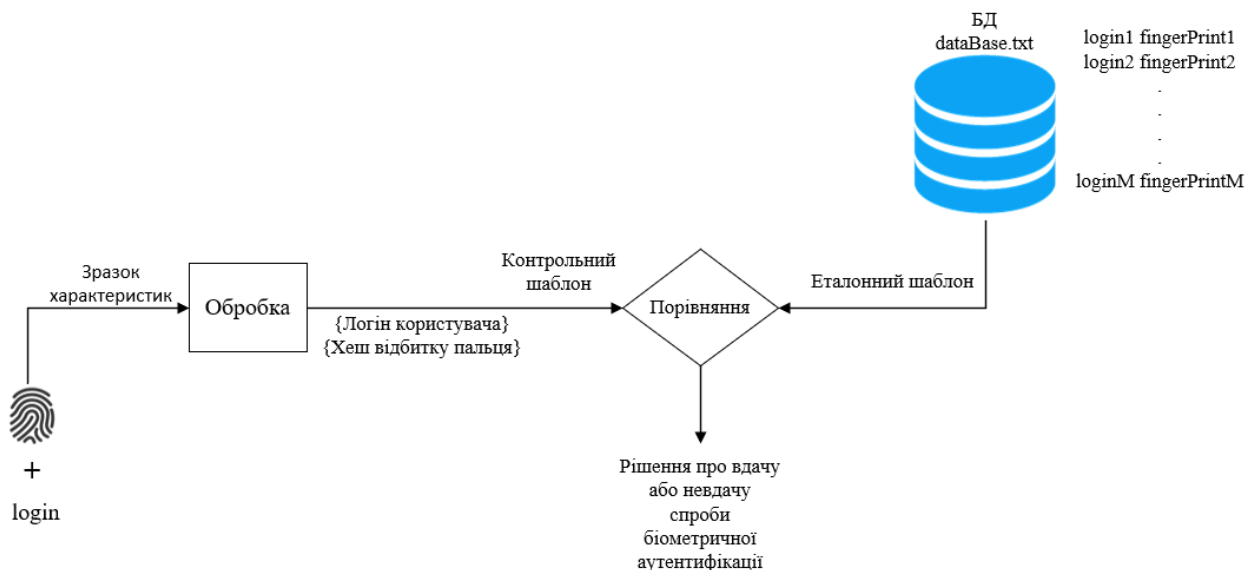 БД
dataBase.txt
login1 fingerPrint1
login2 fingerPrint2
.
.
.
.
loginM fingerPrintM
Зразок
характеристик
Обробка
{Логін користувача}
{Хеш відбитку пальця}
Контрольний
шаблон
Порівняння
Еталонний шаблон
+
login
Рішення про вдачу
або невдачу
спроби
біометричної
аутентифікації